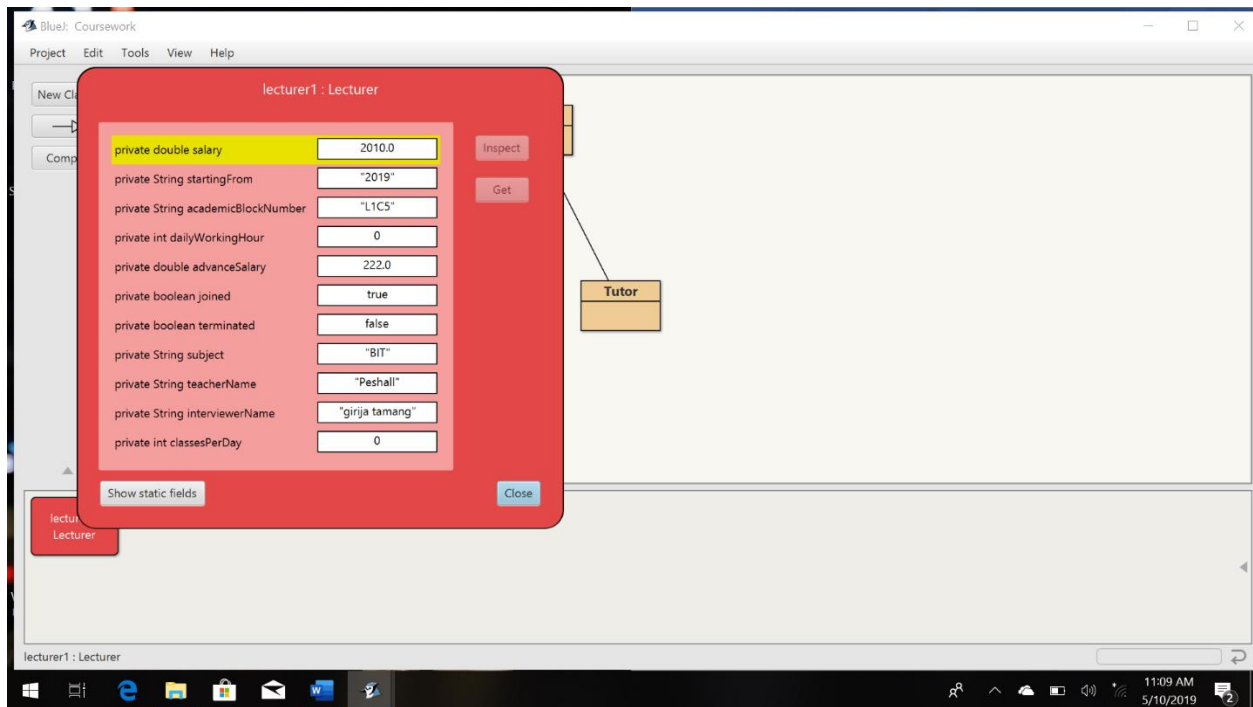 BlueJ: Coursework
Project Edit Tools View Help
New Cla
Comp
lecturer1 : Lecturer
private double salary 2010.0
private String startingFrom "2019"
private String academicBlockNumber "L1C5"
private int dailyWorkingHour 0
private double advanceSalary 222.0
private boolean joined true
private boolean terminated false
private String subject "BIT"
private String teacherName "Peshall"
private String interviewerName "girija tamang"
private int classesPerDay 0
Inspect
Get
Show static fields
Close
Tutor
lectur
Lecturer
lecturer1 : Lecturer
11:09 AM
5/10/2019
2